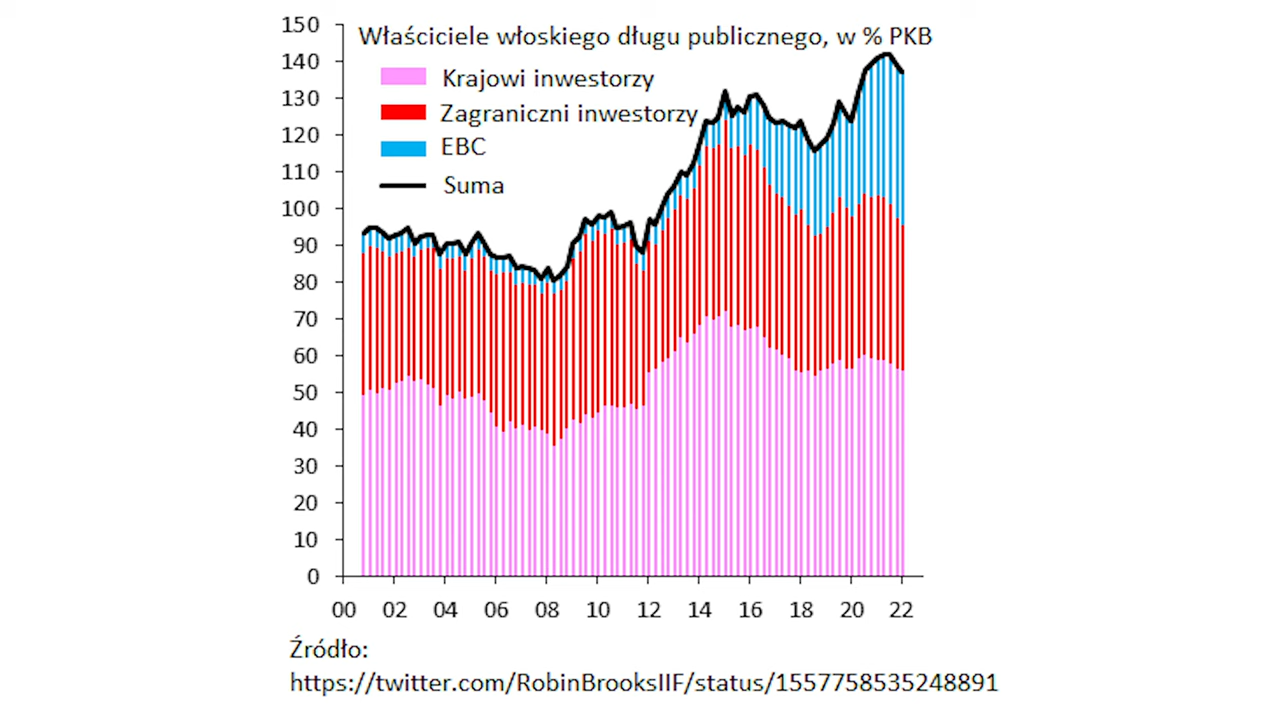 Właściciele włoskiego długu publicznego, w % PKB
Krajowi inwestorzy
Zagraniczni inwestorzy
EBC
Suma
150
140
130
120
110
100
90
80
70
60
50
40
30
20
10
0
00 02 04 06 08 10 12 14 16 18 20 22
Źródło:
https://twitter.com/RobinBrooksIIF/status/1557758535248891